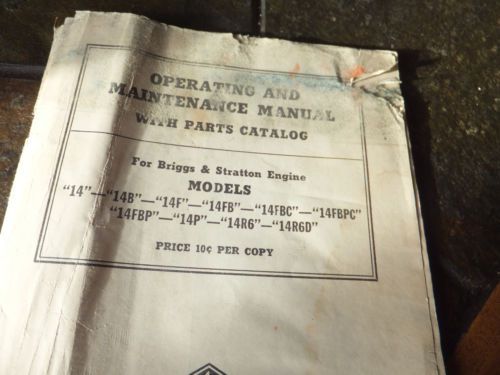 OPERATING AND
MAINTENANCE MANUAL
WITH PARTS CATALOG
For Briggs & Stratton Engine
MODELS
"14"—"14B"—"14F"—"14FB"—"14FBC"—"14FBPC"
"14FBP"—"14P"—"14R6"—"14R6D"
PRICE 10¢ PER COPY